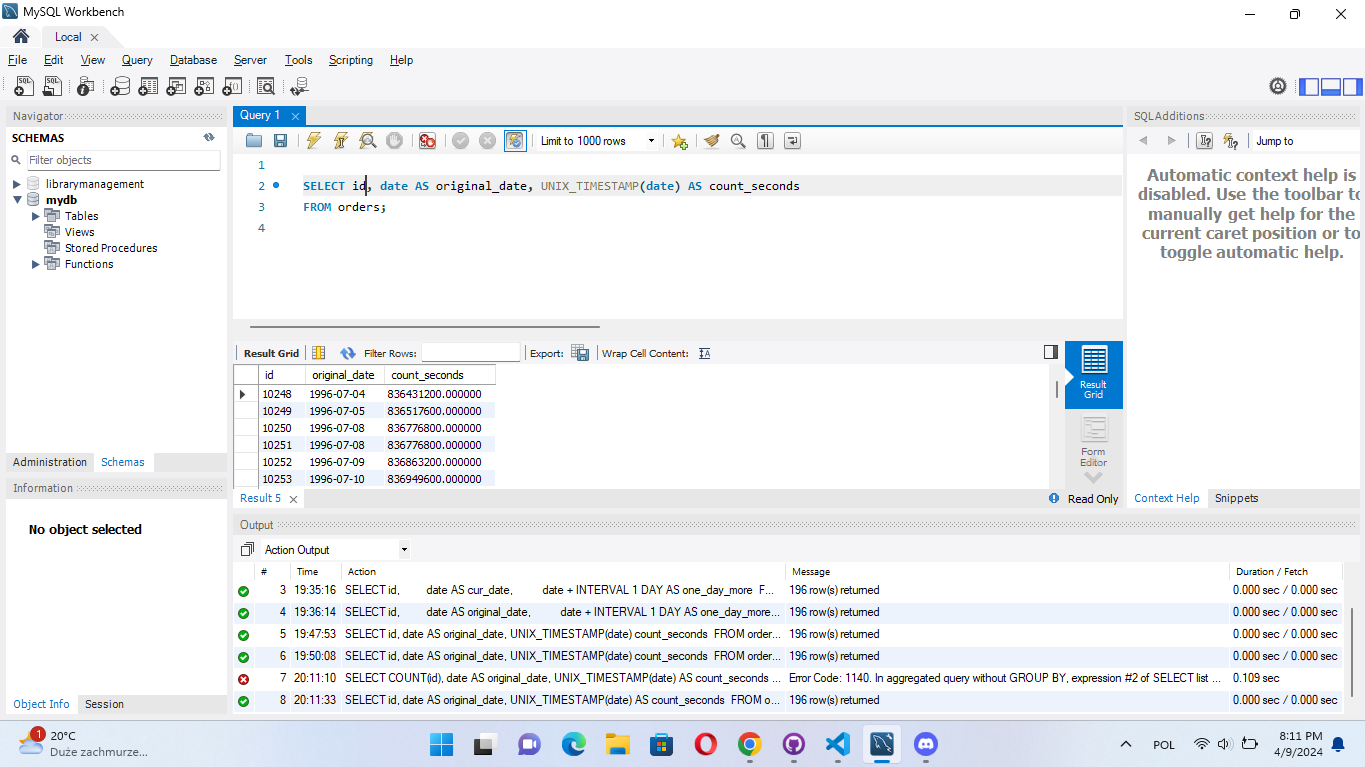 MySQL Workbench
Local
File Edit View Query Database Server Tools Scripting Help
Navigator
SCHEMAS
Filter objects
librarymanagement
mydb
Tables
Views
Stored Procedures
Functions
Administration Schemas
Information
No object selected
Object Info Session
Query 1
Limit to 1000 rows
1
2 SELECT id, date AS original_date, UNIX_TIMESTAMP(date) AS count_seconds
3 FROM orders;
4
Result Grid Filter Rows: Export: Wrap Cell Content: IA
id original_date count_seconds
10248 1996-07-04 836431200.000000
10249 1996-07-05 836517600.000000
10250 1996-07-08 836776800.000000
10251 1996-07-08 836776800.000000
10252 1996-07-09 836863200.000000
10253 1996-07-10 836949600.000000
Result Grid
Form Editor
Result 5
Read Only
SQLAdditions
Jump to
Automatic context help is
disabled. Use the toolbar to
manually get help for the
current caret position or to
toggle automatic help.
Context Help Snippets
Output
Action Output
# Time Action Message Duration / Fetch
3 19:35:16 SELECT id, date AS cur_date, date + INTERVAL 1 DAY AS one_day_more F... 196 row(s) returned 0.000 sec / 0.000 sec
4 19:36:14 SELECT id, date AS original_date, date + INTERVAL 1 DAY AS one_day_more... 196 row(s) returned 0.000 sec / 0.000 sec
5 19:47:53 SELECT id, date AS original_date, UNIX_TIMESTAMP(date) count_seconds FROM order... 196 row(s) returned 0.000 sec / 0.000 sec
6 19:50:08 SELECT id, date AS original_date, UNIX_TIMESTAMP(date) count_seconds FROM order... 196 row(s) returned 0.000 sec / 0.000 sec
7 20:11:10 SELECT COUNT(id), date AS original_date, UNIX_TIMESTAMP(date) AS count_seconds ... Error Code: 1140. In aggregated query without GROUP BY, expression #2 of SELECT list ... 0.109 sec
8 20:11:33 SELECT id, date AS original_date, UNIX_TIMESTAMP(date) AS count_seconds FROM o... 196 row(s) returned 0.000 sec / 0.000 sec
1
20°C
Duże zachmurze...
POL
8:11 PM
4/9/2024